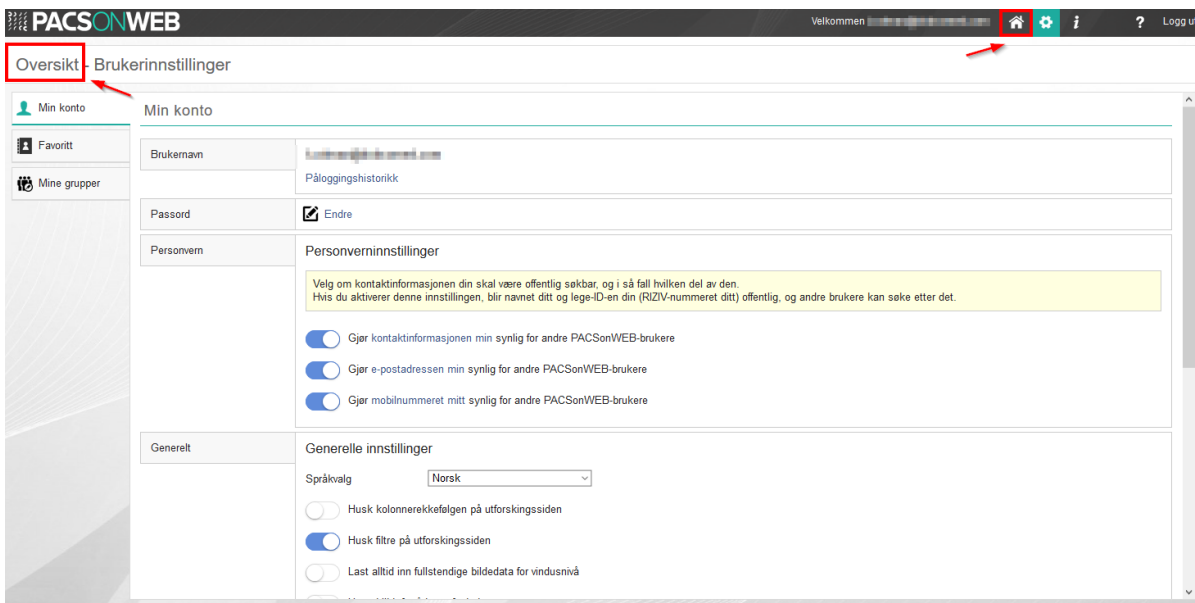 PACSONWEB
Velkommen
i
?
Logg u
Oversikt - Brukerinnstillinger
Min konto
Favoritt
Mine grupper
Min konto
Brukernavn
Påloggingshistorikk
Passord
Endre
Personvern
Personverninnstillinger
Velg om kontaktinformasjonen din skal være offentlig søkbar, og i så fall hvilken del av den.
Hvis du aktiverer denne innstillingen, blir navnet ditt og lege-ID-en din (RIZIV-nummeret ditt) offentlig, og andre brukere kan søke etter det.
Gjør kontaktinformasjonen min synlig for andre PACSonWEB-brukere
Gjør e-postadressen min synlig for andre PACSonWEB-brukere
Gjør mobilnummeret mitt synlig for andre PACSonWEB-brukere
Generelt
Generelle innstillinger
Språkvalg
Norsk
Husk kolonnerekkefølgen på utforskingssiden
Husk filtre på utforskingssiden
Last alltid inn fullstendige bildedata for vindusnivå